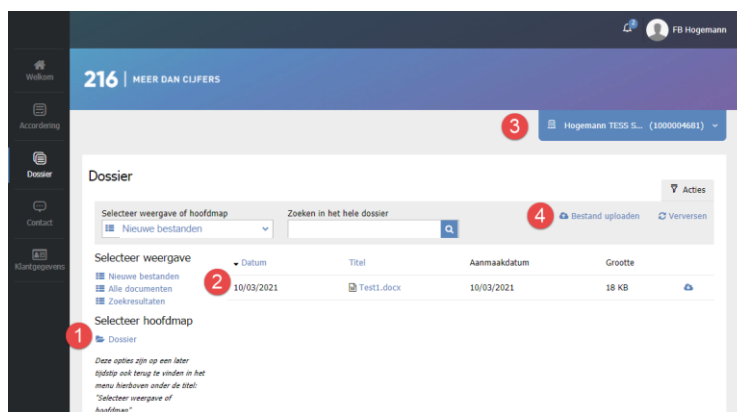 2
FB Hogemann
Welkom
216 | MEER DAN CIJFERS
Accordering
3
Hogemann TESS S... (1000004681)
Dossier
Dossier
Acties
Selecteer weergave of hoofdmap
Zoeken in het hele dossier
Nieuwe bestanden
4
Bestand uploaden
Verversen
Contact
Klantgegevens
Selecteer weergave
Nieuwe bestanden
Alle documenten
Zoekresultaten
Datum Titel Aanmaakdatum Grootte
2
10/03/2021 Test1.docx 10/03/2021 18 KB
Selecteer hoofdmap
1
Dossier
Deze opties zijn op een later
tijdstip ook terug te vinden in het
menu hierboven onder de titel:
"Selecteer weergave of
hoofdmap"